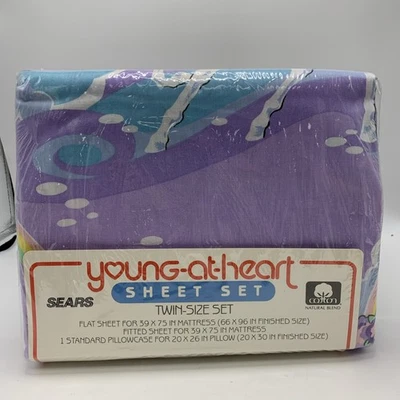 young-at-heart
SHEET SET
SEARS
TWIN-SIZE SET
cotton
NATURAL BLEND
FLAT SHEET FOR 39 X 75 IN MATTRESS (66 X 96 IN FINISHED SIZE)
FITTED SHEET FOR 39 X 75 IN MATTRESS
1 STANDARD PILLOWCASE FOR 20 X 26 IN PILLOW (20 X 30 IN FINISHED SIZE)